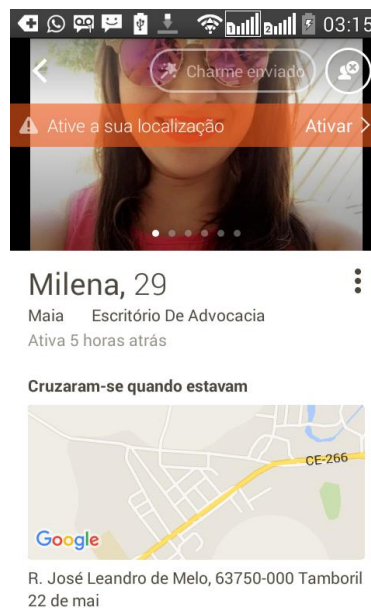 03:15
Charme enviado
Ative a sua localização Ativar
Milena, 29
Maia Escritório De Advocacia
Ativa 5 horas atrás
Cruzaram-se quando estavam
CE-266
Google
R. José Leandro de Melo, 63750-000 Tamboril
22 de mai